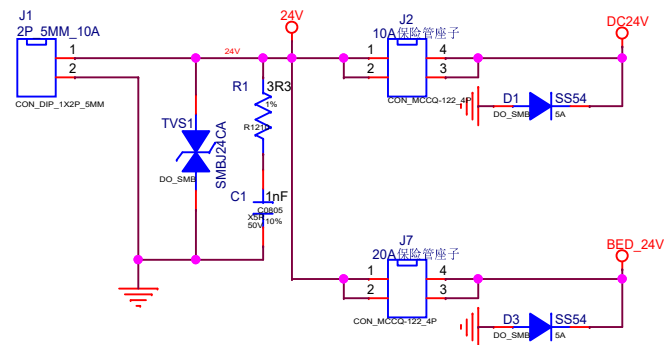 J1
2P_5MM_10A
1
2
CON_DIP_1X2P_5MM
24V
24V
TVS1
SMBJ24CA
DO_SMB
R1
3R3
1%
C1
1nF
C0805
X5R
10%
50V
J2
10A保险管座子
1
2
4
3
CON_MCCQ-122_4P
DC24V
D1
SS54
DO_SMB
5A
J7
20A保险管座子
1
2
4
3
CON_MCCQ-122_4P
BED_24V
D3
SS54
DO_SMB
5A